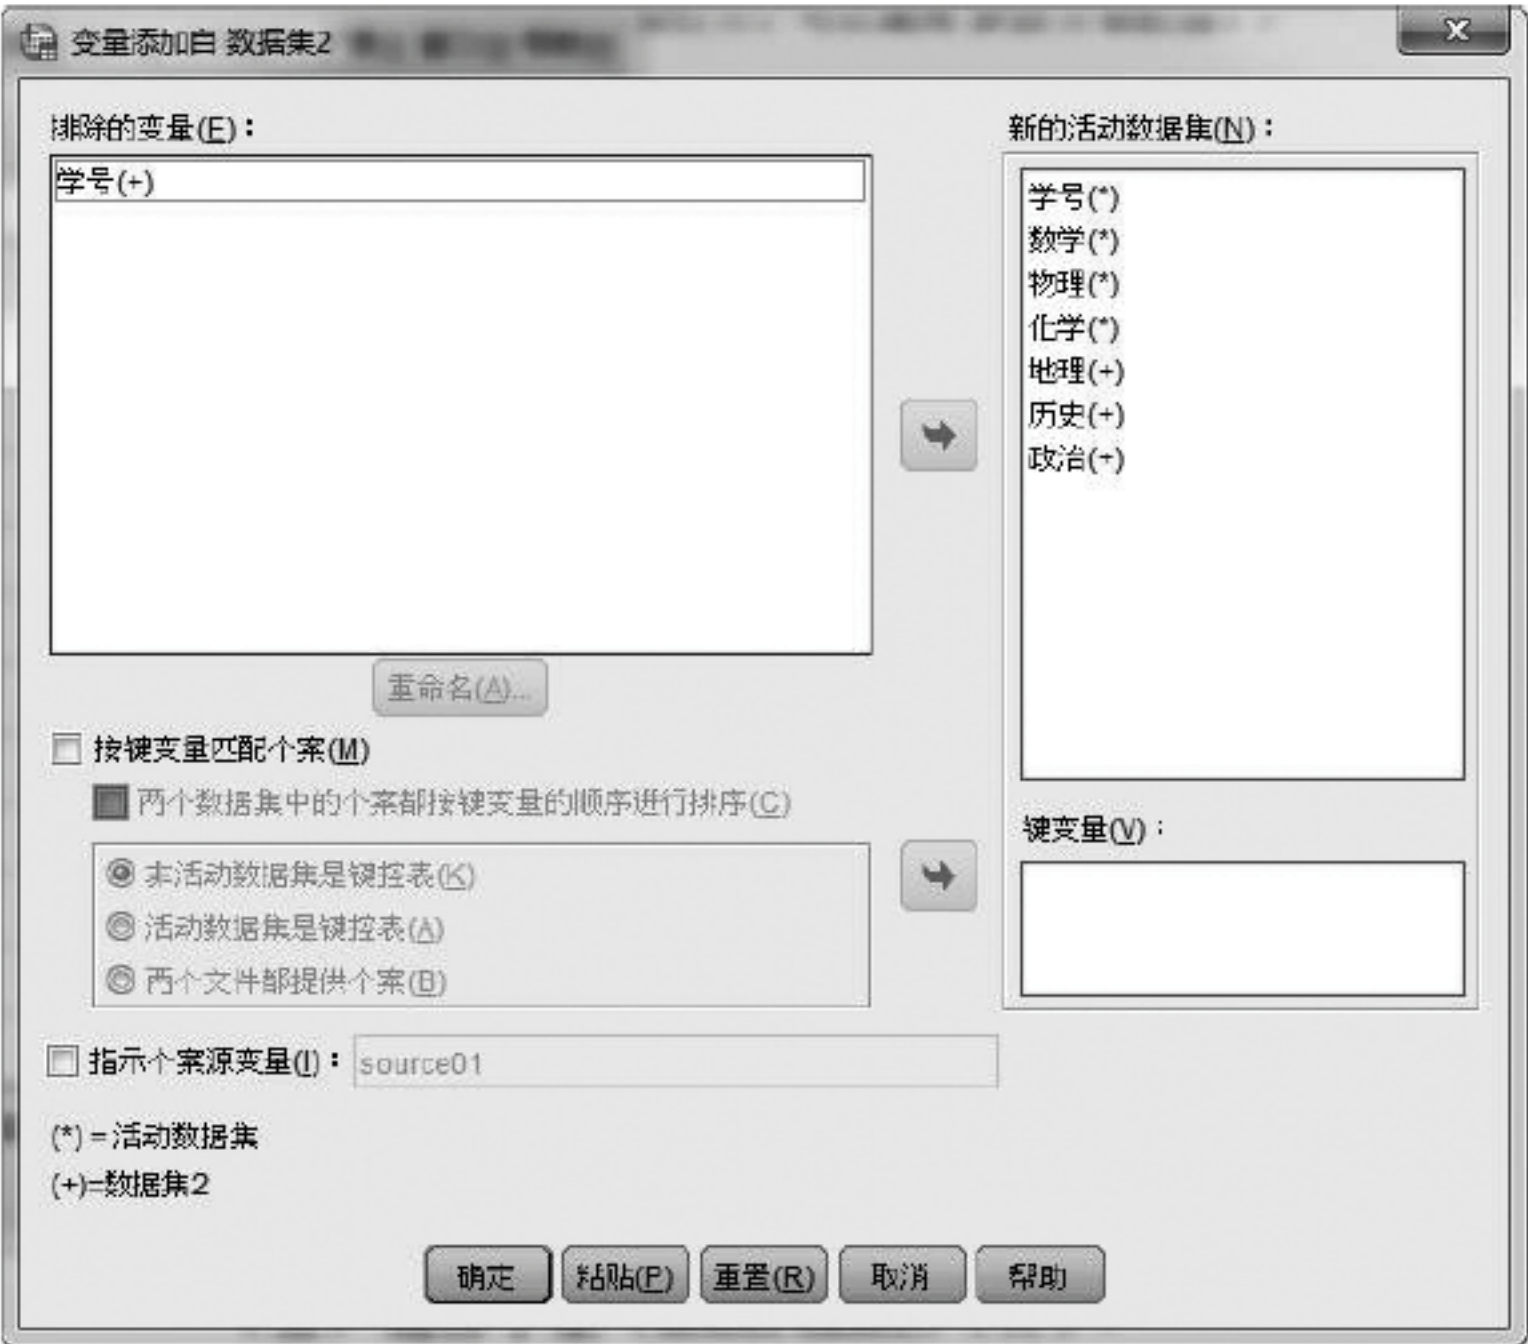 变量添加自 数据集2
排除的变量(E)：
学号(+)
新的活动数据集(N)：
学号(*)
数学(*)
物理(*)
化学(*)
地理(+)
历史(+)
政治(+)
重命名(A)...
按键变量匹配个案(M)
两个数据集中的个案都按键变量的顺序进行排序(C)
非活动数据集是键控表(K)
活动数据集是键控表(A)
两个文件都提供个案(B)
键变量(V)：
指示个案源变量(I)： source01
(*) = 活动数据集
(+)=数据集2
确定 粘贴(P) 重置(R) 取消 帮助